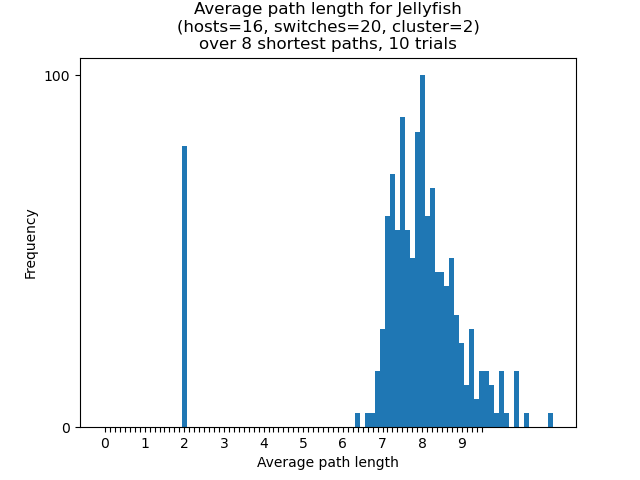 Average path length for Jellyfish
(hosts=16, switches=20, cluster=2)
over 8 shortest paths, 10 trials
100
Frequency
0
0 1 2 3 4 5 6 7 8 9
Average path length